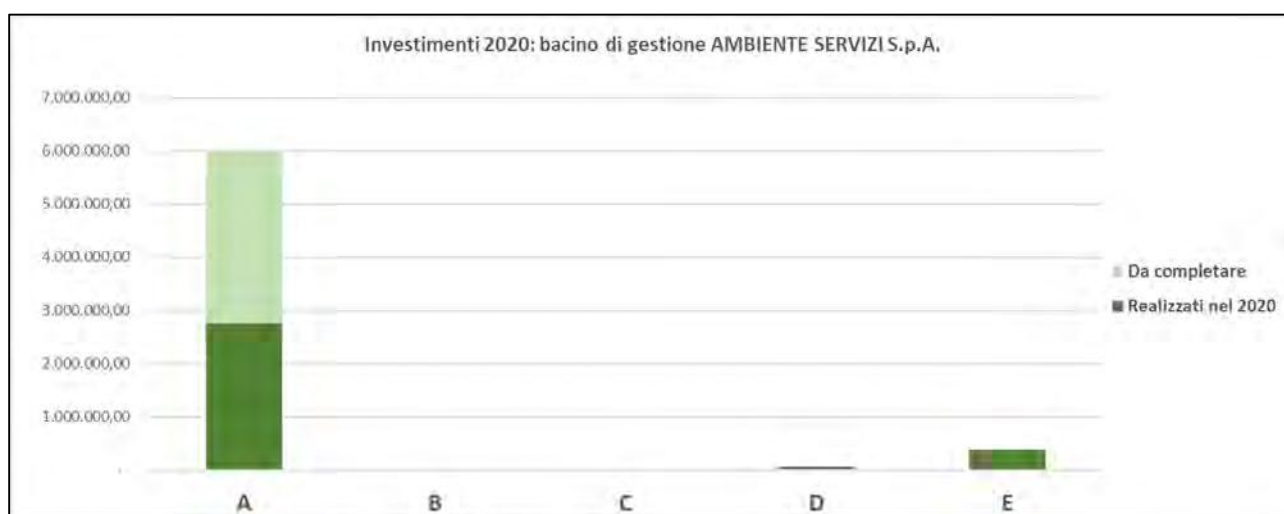 Investimenti 2020: bacino di gestione AMBIENTE SERVIZI S.p.A.
7.000.000,00
6.000.000,00
5.000.000,00
4.000.000,00
3.000.000,00
2.000.000,00
1.000.000,00
-
Da completare
Realizzati nel 2020
A B C D E